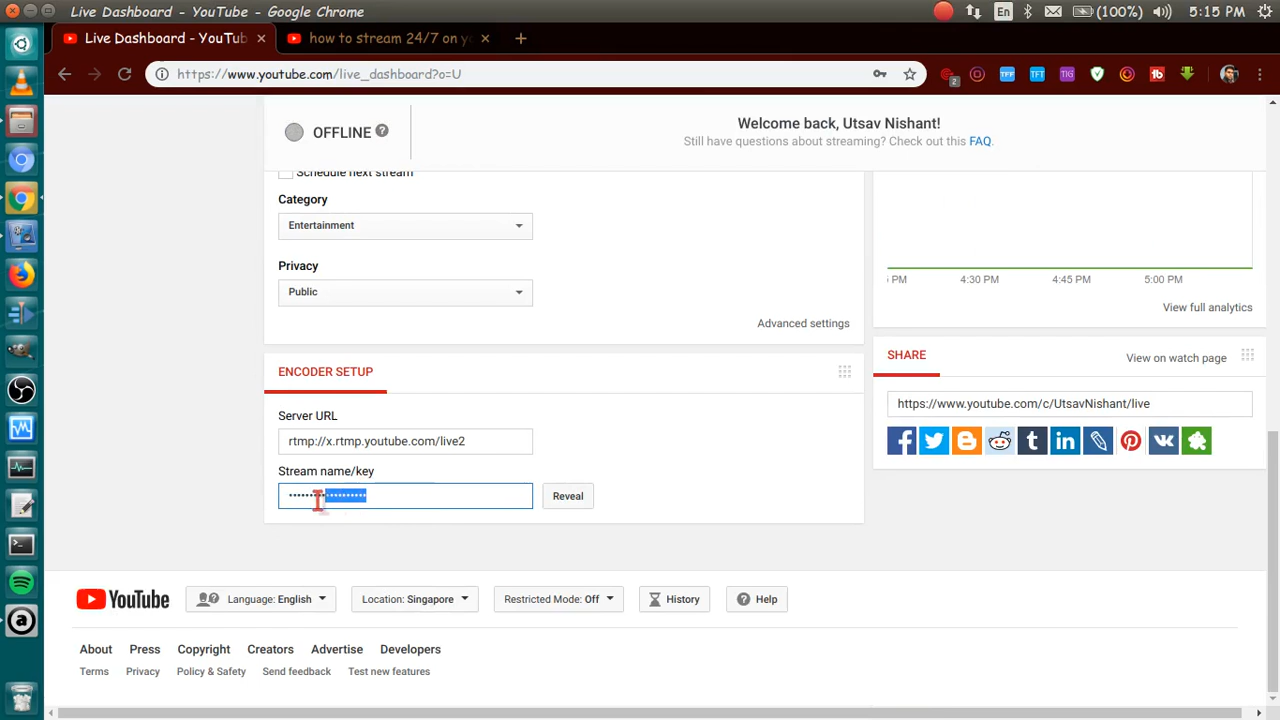 Live Dashboard - YouTube - Google Chrome
En
(100%)
5:15 PM
Live Dashboard - YouTub
how to stream 24/7 on y
https://www.youtube.com/live_dashboard?o=U
2
TFF
TFT
TIG
OFFLINE
Welcome back, Utsav Nishant!
Still have questions about streaming? Check out this FAQ.
Schedule next stream
Category
Entertainment
Privacy
Public
Advanced settings
PM
4:30 PM
4:45 PM
5:00 PM
View full analytics
SHARE
View on watch page
https://www.youtube.com/c/UtsavNishant/live
ENCODER SETUP
Server URL
rtmp://x.rtmp.youtube.com/live2
Stream name/key
•••••••••••••••••••
Reveal
YouTube
Language: English
Location: Singapore
Restricted Mode: Off
History
Help
About
Press
Copyright
Creators
Advertise
Developers
Terms
Privacy
Policy & Safety
Send feedback
Test new features